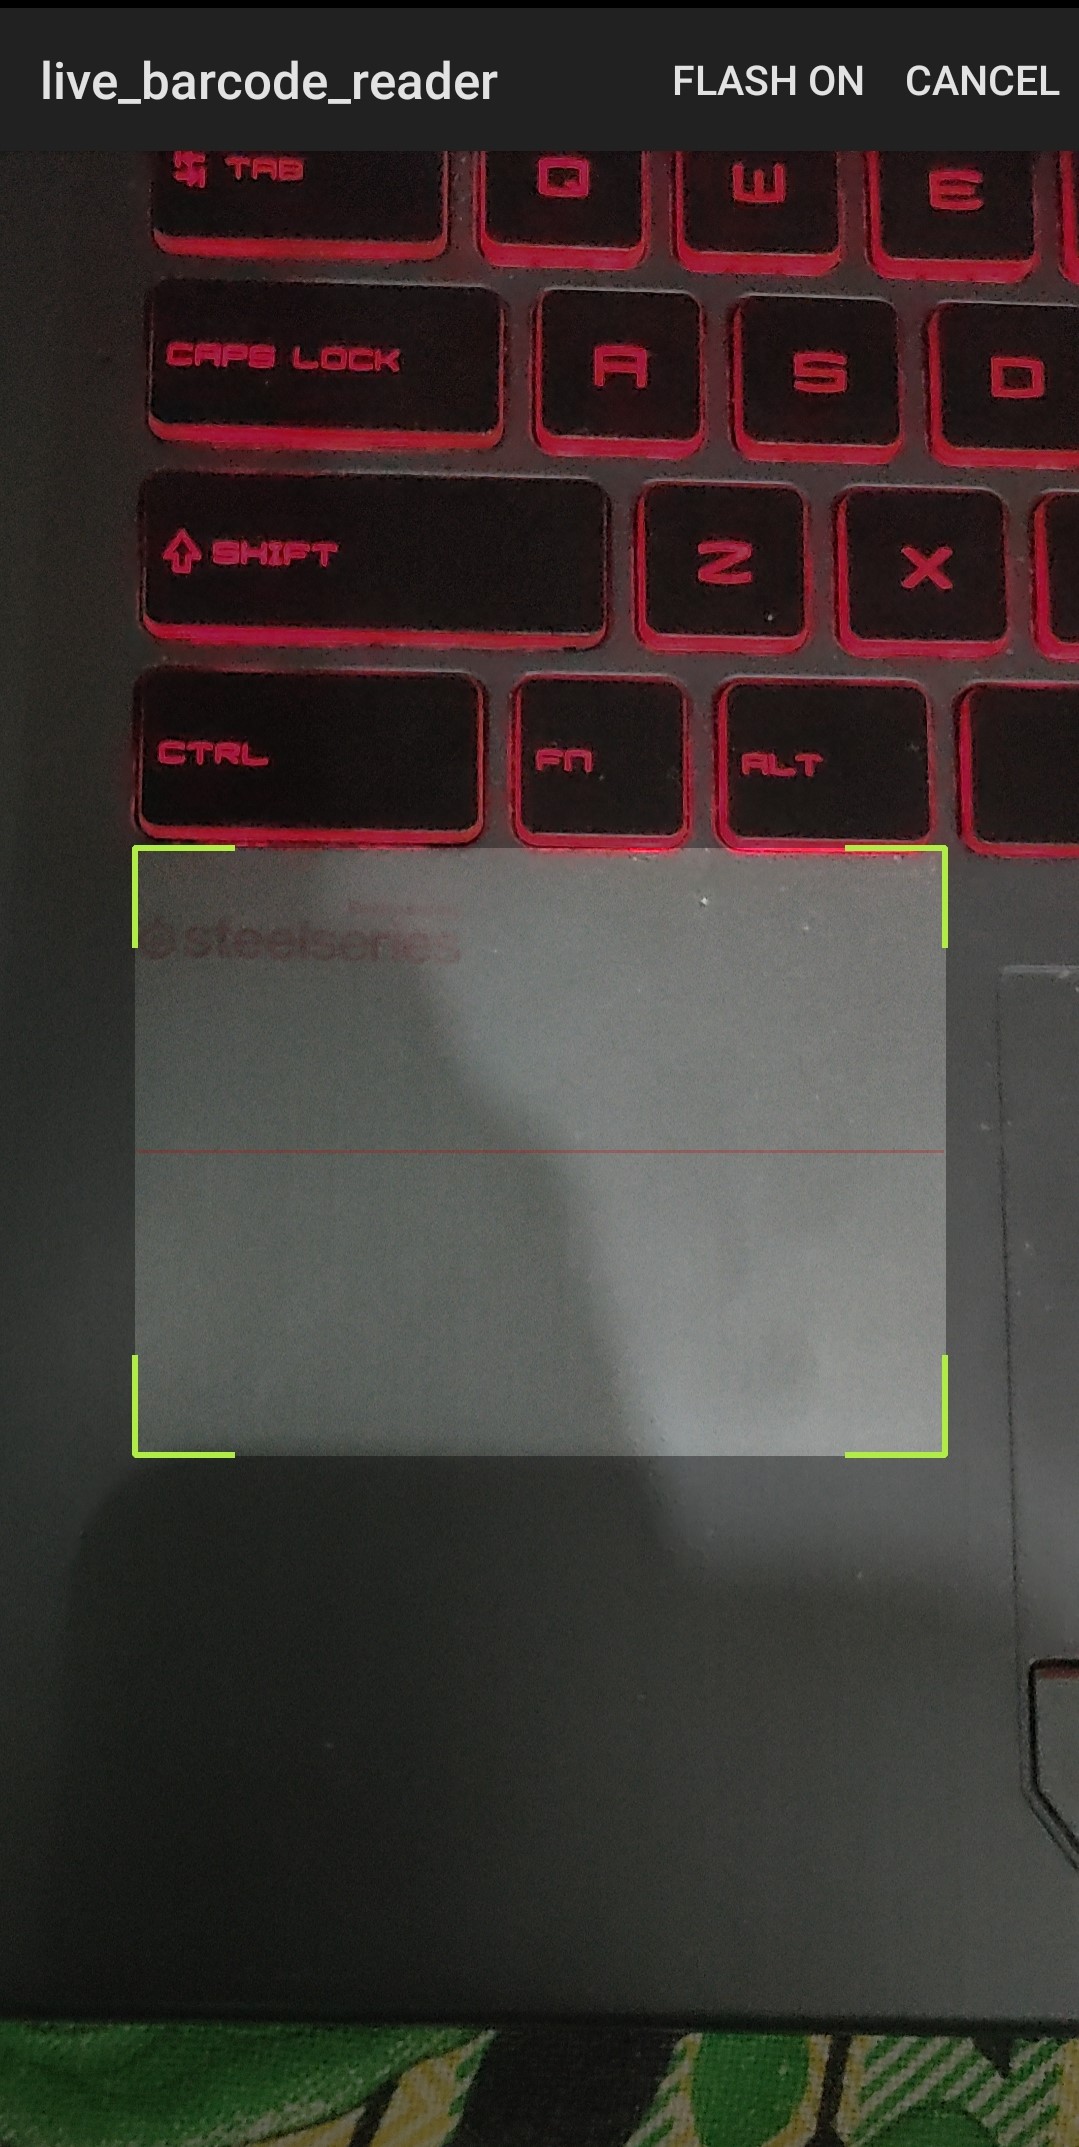 live_barcode_reader FLASH ON CANCEL
TAB Q W E
CAPS LOCK A S D
SHIFT Z X
CTRL FN ALT
steelseries